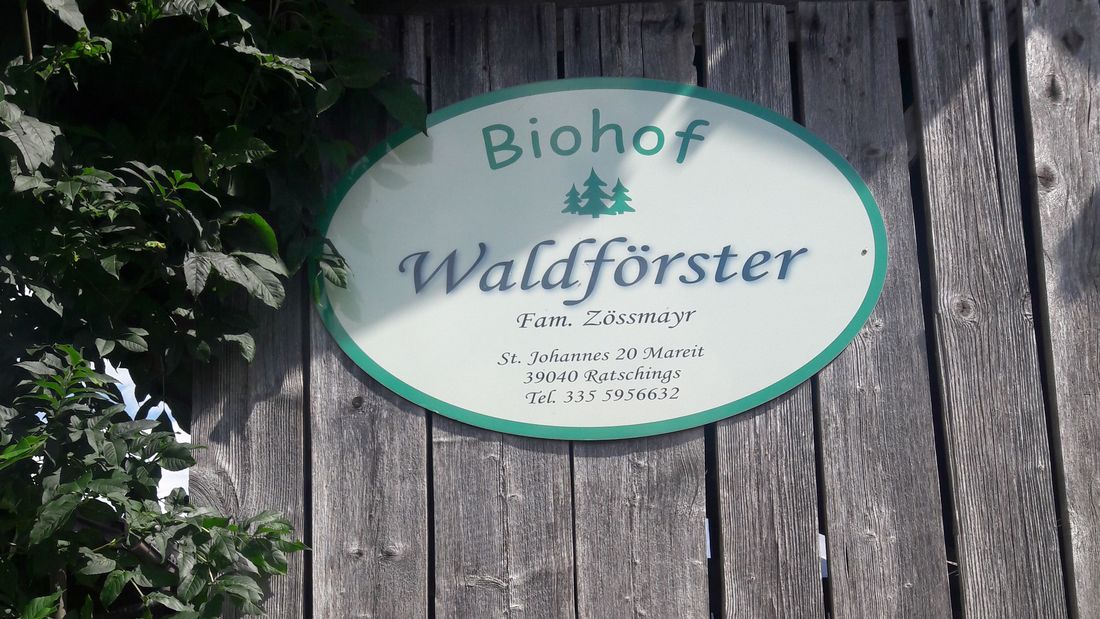 Biohof
Waldförster
Fam. Zössmayr
St. Johannes 20 Mareit
39040 Ratschings
Tel. 335 5956632